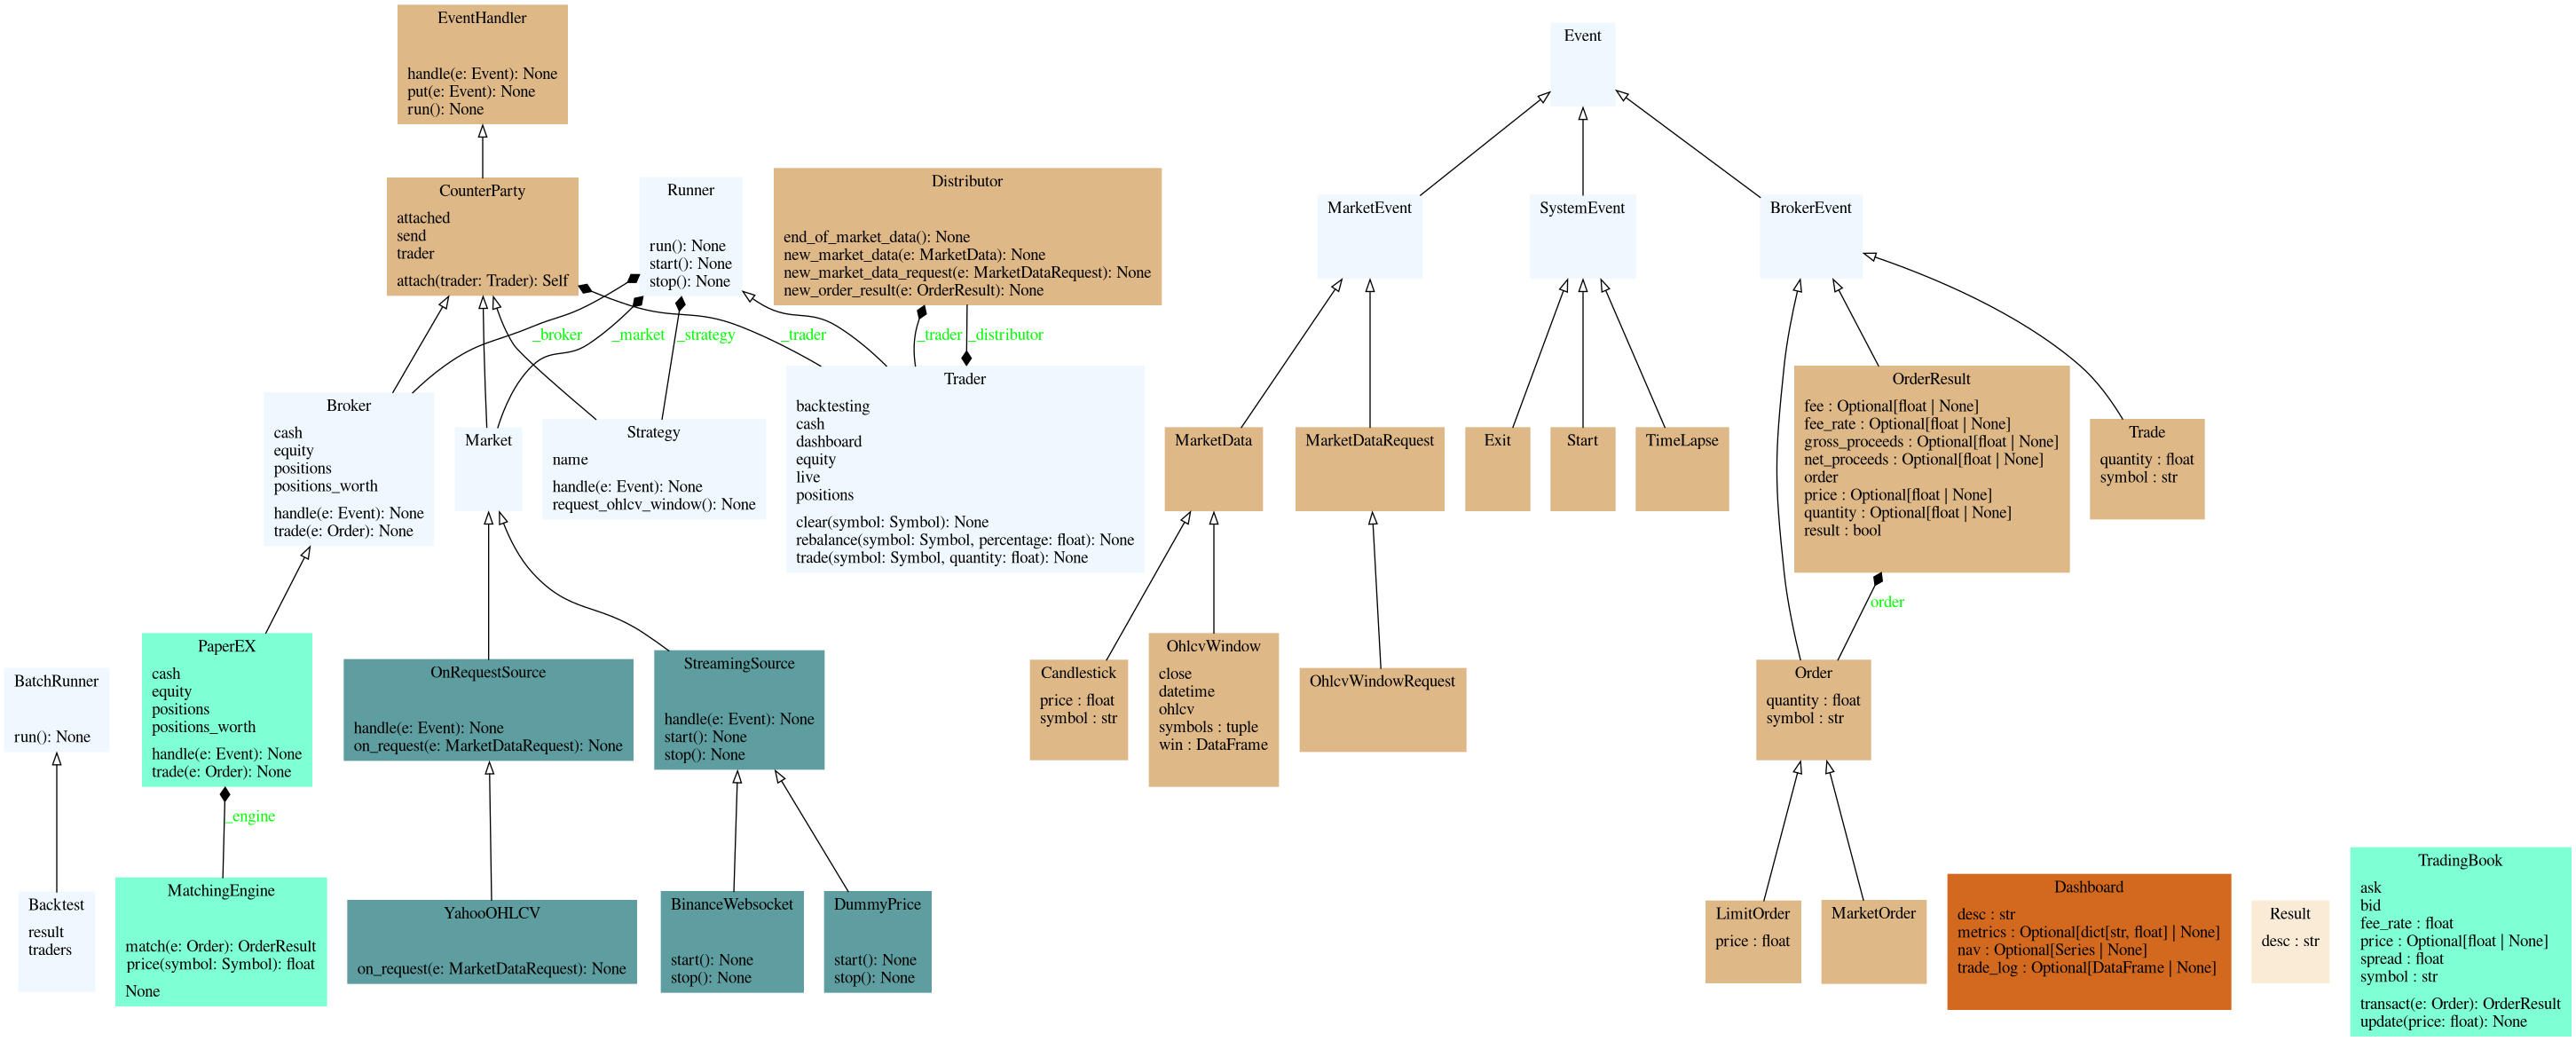 EventHandler
handle(e: Event): None
put(e: Event): None
run(): None
Event
CounterParty
attached
send
trader
attach(trader: Trader): Self
Runner
run(): None
start(): None
stop(): None
Distributor
end_of_market_data(): None
new_market_data(e: MarketData): None
new_market_data_request(e: MarketDataRequest): None
new_order_result(e: OrderResult): None
MarketEvent
SystemEvent
BrokerEvent
_broker
_market
_strategy
_trader
_trader
_distributor
Broker
cash
equity
positions
positions_worth
handle(e: Event): None
trade(e: Order): None
Market
Strategy
name
handle(e: Event): None
request_ohlcv_window(): None
Trader
backtesting
cash
dashboard
equity
live
positions
clear(symbol: Symbol): None
rebalance(symbol: Symbol, percentage: float): None
trade(symbol: Symbol, quantity: float): None
MarketData
MarketDataRequest
Exit
Start
TimeLapse
OrderResult
fee : Optional[float | None]
fee_rate : Optional[float | None]
gross_proceeds : Optional[float | None]
net_proceeds : Optional[float | None]
order
price : Optional[float | None]
quantity : Optional[float | None]
result : bool
Trade
quantity : float
symbol : str
order
BatchRunner
run(): None
PaperEX
cash
equity
positions
positions_worth
handle(e: Event): None
trade(e: Order): None
OnRequestSource
handle(e: Event): None
on_request(e: MarketDataRequest): None
StreamingSource
handle(e: Event): None
start(): None
stop(): None
Candlestick
price : float
symbol : str
OhlcvWindow
close
datetime
ohlcv
symbols : tuple
win : DataFrame
OhlcvWindowRequest
Order
quantity : float
symbol : str
_engine
Backtest
result
traders
MatchingEngine
match(e: Order): OrderResult
price(symbol: Symbol): float
None
YahooOHLCV
on_request(e: MarketDataRequest): None
BinanceWebsocket
start(): None
stop(): None
DummyPrice
start(): None
stop(): None
LimitOrder
price : float
MarketOrder
Dashboard
desc : str
metrics : Optional[dict[str, float] | None]
nav : Optional[Series | None]
trade_log : Optional[DataFrame | None]
Result
desc : str
TradingBook
ask
bid
fee_rate : float
price : Optional[float | None]
spread : float
symbol : str
transact(e: Order): OrderResult
update(price: float): None